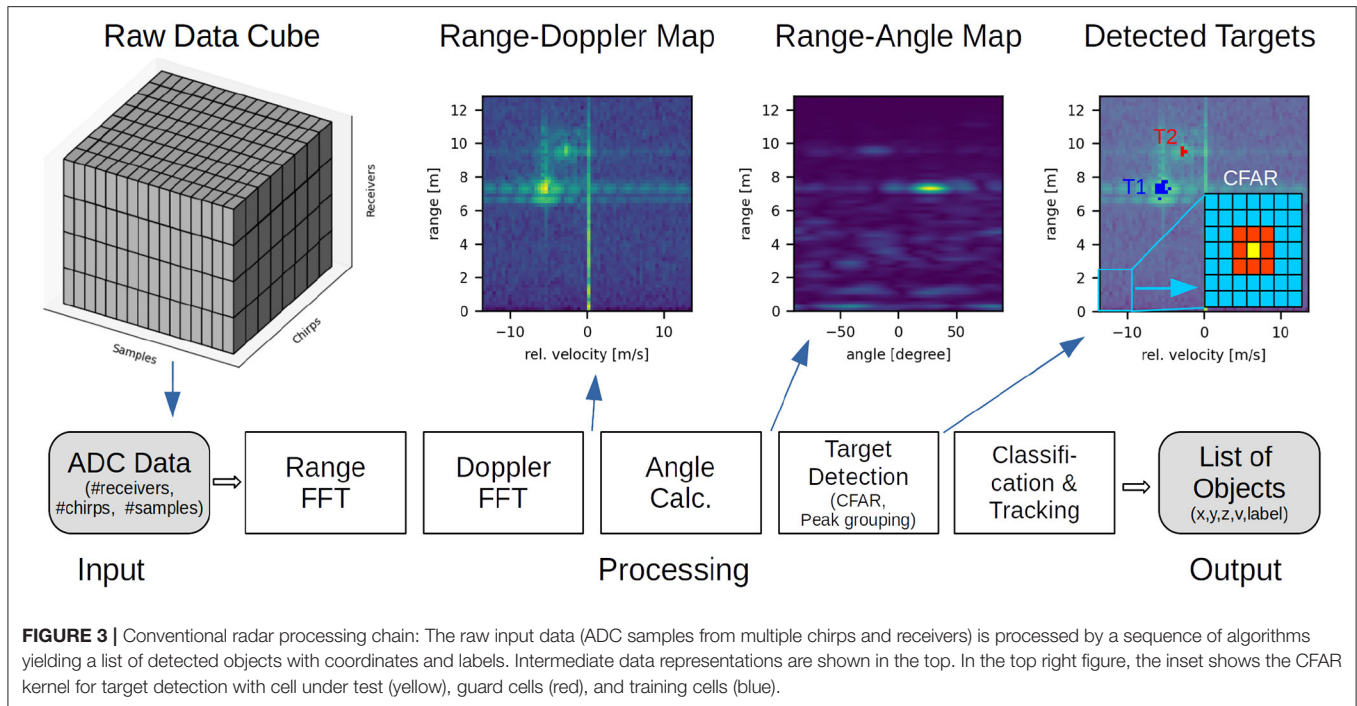 Raw Data Cube
Receivers
Chirps
Samples
Range-Doppler Map
12
10
8
6
4
2
0
range [m]
−10
0
10
rel. velocity [m/s]
Range-Angle Map
12
10
8
6
4
2
0
range [m]
−50
0
50
angle [degree]
Detected Targets
12
10
8
6
4
2
0
range [m]
T2
T1
CFAR
−10
0
10
rel. velocity [m/s]
ADC Data
(#receivers,
#chirps, #samples)
Range
FFT
Doppler
FFT
Angle
Calc.
Target
Detection
(CFAR,
Peak grouping)
Classifi-
cation &
Tracking
List of
Objects
(x,y,z,v,label)
Input
Processing
Output
FIGURE 3 | Conventional radar processing chain: The raw input data (ADC samples from multiple chirps and receivers) is processed by a sequence of algorithms
yielding a list of detected objects with coordinates and labels. Intermediate data representations are shown in the top. In the top right figure, the inset shows the CFAR
kernel for target detection with cell under test (yellow), guard cells (red), and training cells (blue).